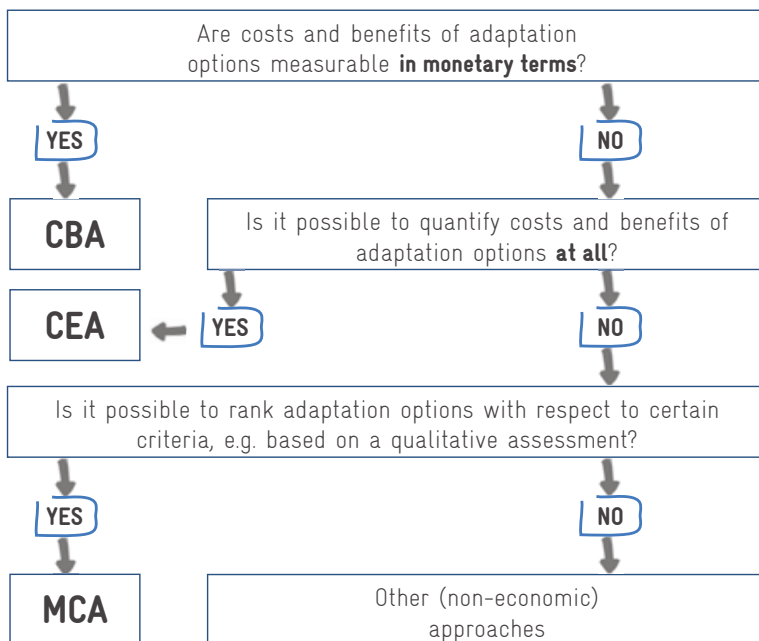 Are costs and benefits of adaptation
options measurable in monetary terms?
YES
NO
CBA
Is it possible to quantify costs and benefits of
adaptation options at all?
CEA
YES
NO
Is it possible to rank adaptation options with respect to certain
criteria, e.g. based on a qualitative assessment?
YES
NO
MCA
Other (non-economic)
approaches